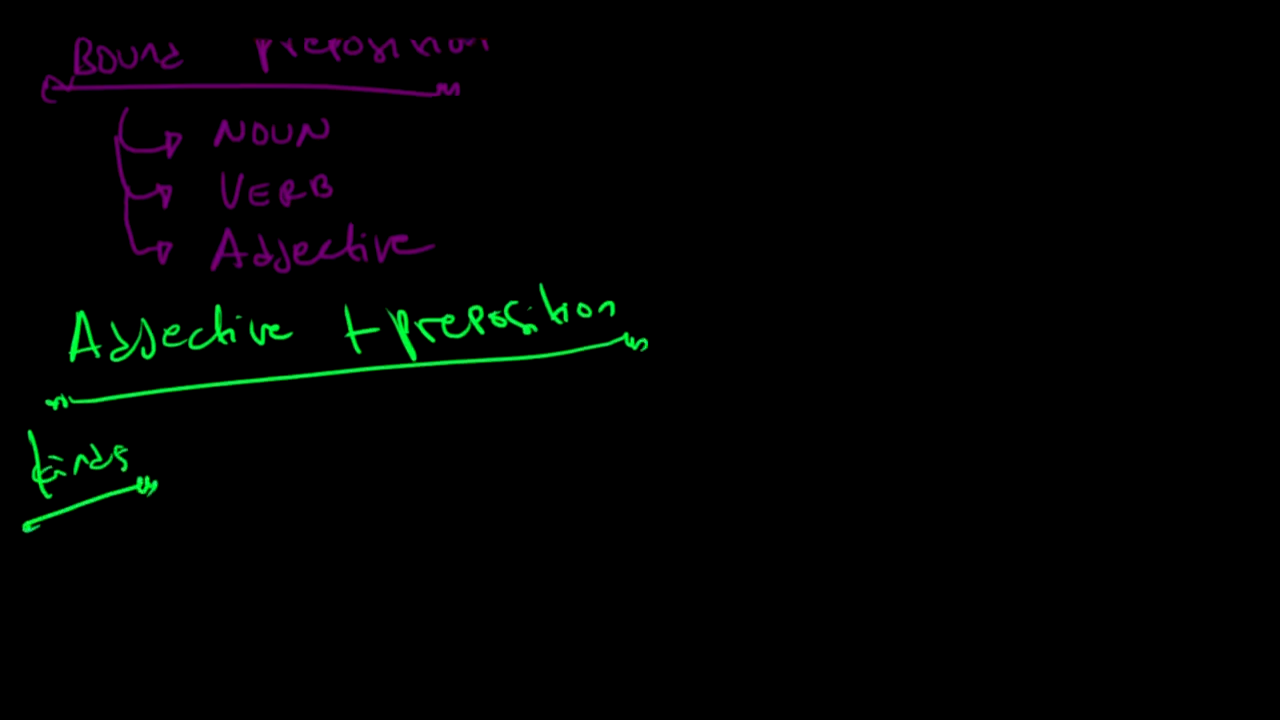 Bound preposition
NOUN
VERB
Adjective
Adjective + preposition
kinds